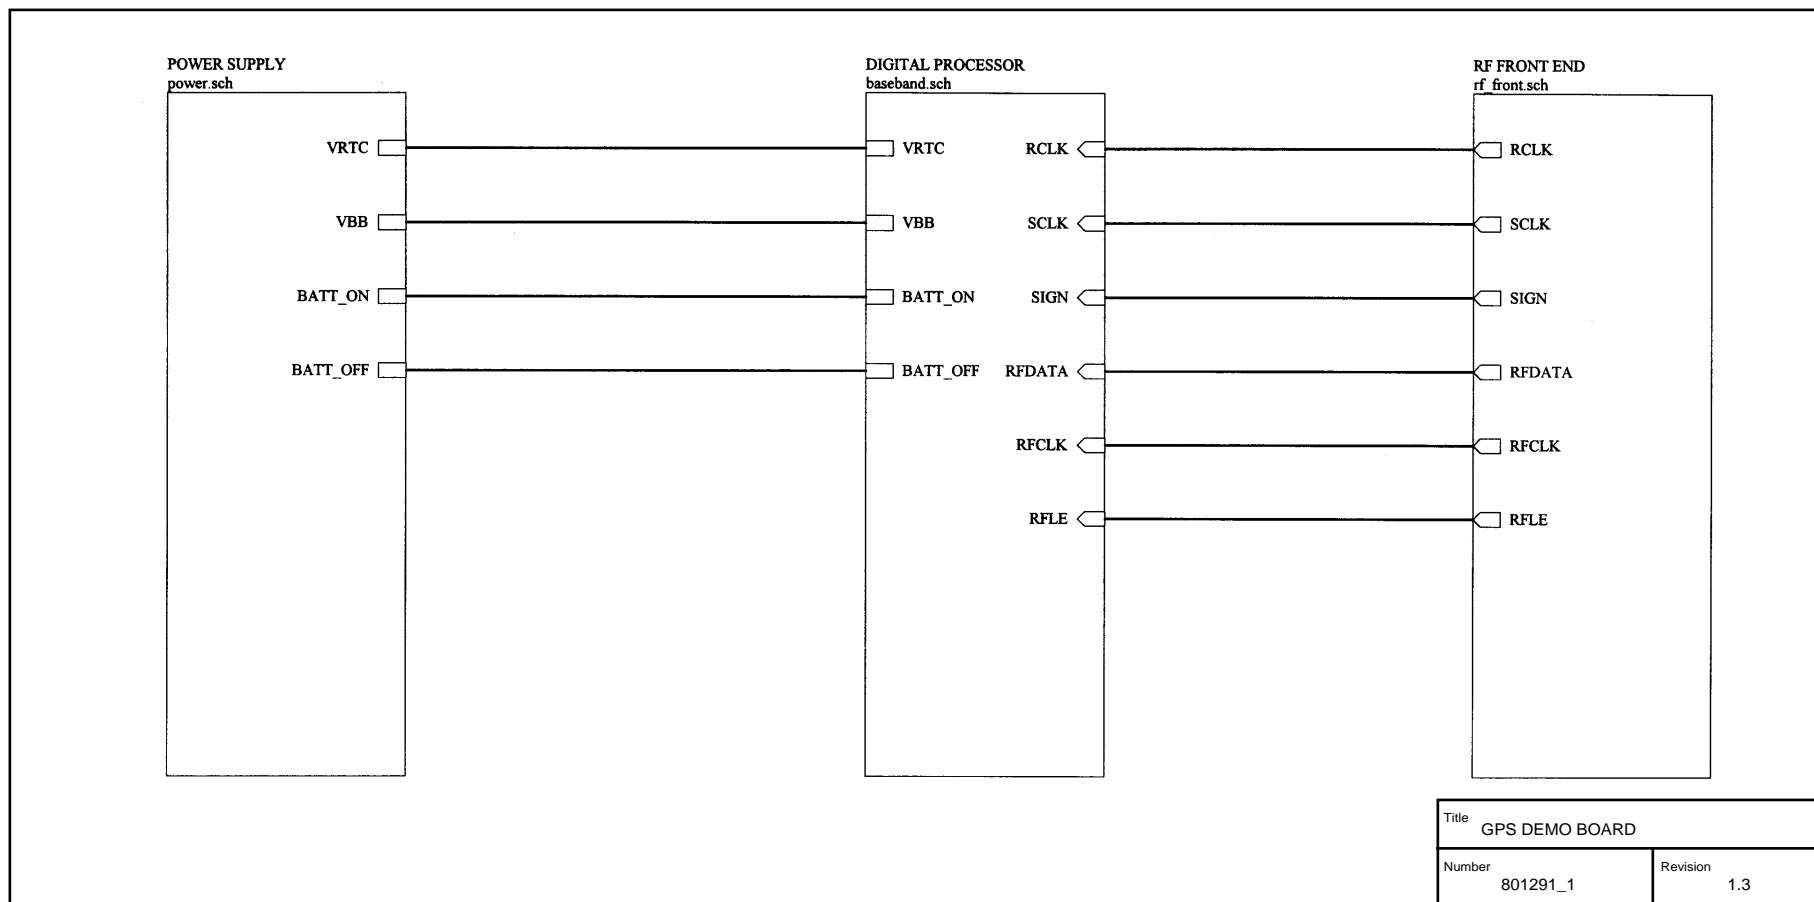 POWER SUPPLY
power.sch
VRTC
VBB
BATT_ON
BATT_OFF
DIGITAL PROCESSOR
baseband.sch
VRTC RCLK
VBB SCLK
BATT_ON SIGN
BATT_OFF RFDATA
RFCLK
RFLE
RF FRONT END
rf_front.sch
RCLK
SCLK
SIGN
RFDATA
RFCLK
RFLE
Title GPS DEMO BOARD
Number 801291_1
Revision 1.3